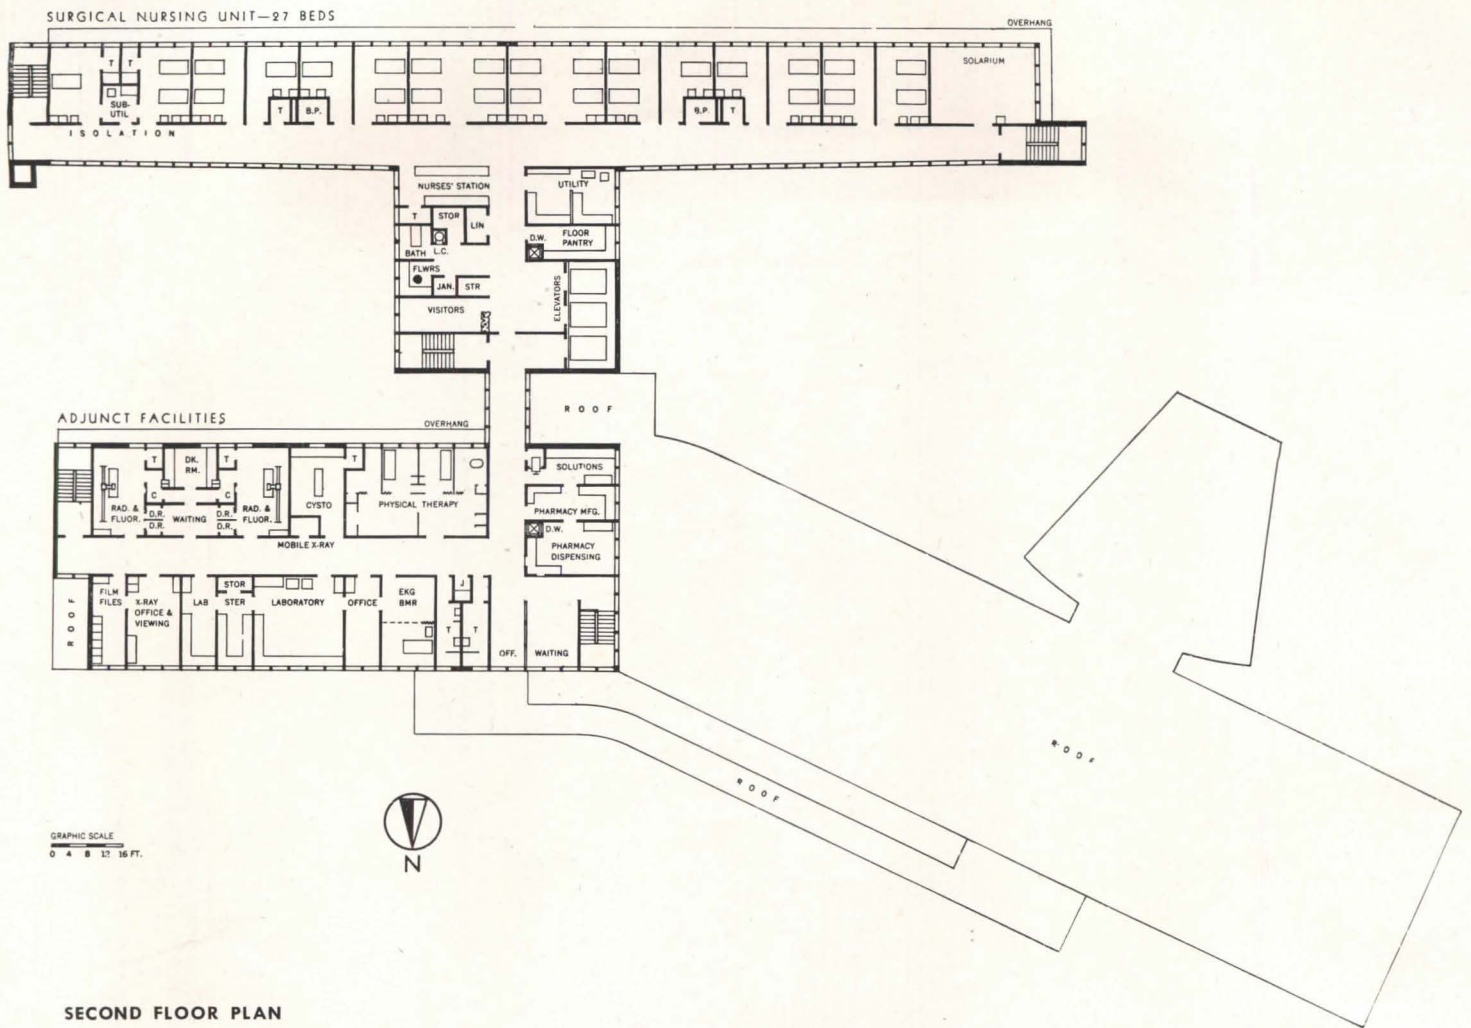 SURGICAL NURSING UNIT—27 BEDS
OVERHANG
T T
SUB-
UTIL
ISOLATION
T
B.P.
B.P.
T
SOLARIUM
NURSES' STATION
UTILITY
T
STOR
LIN
BATH
L.C.
D.W.
FLOOR
PANTRY
FLWRS
JAN.
STR
ELEVATORS
VISITORS
ROOF
ADJUNCT FACILITIES
OVERHANG
T
DK.
RM.
T
T
C
C
RAD. &
FLUOR.
D.R.
D.R.
WAITING
D.R.
D.R.
RAD. &
FLUOR.
CYSTO
PHYSICAL THERAPY
SOLUTIONS
PHARMACY MFG.
D.W.
PHARMACY
DISPENSING
MOBILE X-RAY
ROOF
FILM
FILES
X-RAY
OFFICE &
VIEWING
LAB
STOR
STER
LABORATORY
OFFICE
EKG
BMR
J
T
T
OFF.
WAITING
ROOF
ROOF
N
GRAPHIC SCALE
0 4 8 12 16 FT.
SECOND FLOOR PLAN